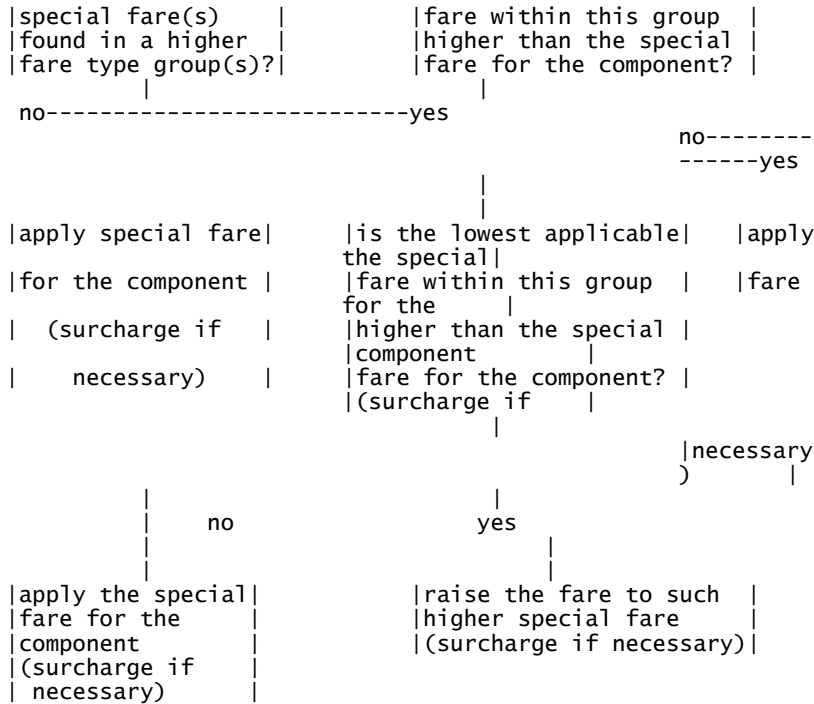 |special fare(s)     |          |fare within this group   |
|found in a higher   |          |higher than the special  |
|fare type group(s)?|           |fare for the component?  |
          |                             |
 no---------------------------yes
                                                  no--------
                                                  ------yes
                                   |
                                   |
|apply special fare|     |is the lowest applicable|   |apply
                         the special|
|for the component |     |fare within this group  |   |fare
                         for the      |
|  (surcharge if   |     |higher than the special |
                         |component        |
|    necessary)    |     |fare for the component? |
                         |(surcharge if    |
                                    |
                                                  |necessary
                                                  )       |
          |                         |
          |    no                  yes
          |                             |
          |                             |
|apply the special|           |raise the fare to such   |
|fare for the     |           |higher special fare      |
|component        |           |(surcharge if necessary)|
|(surcharge if    |
| necessary)      |